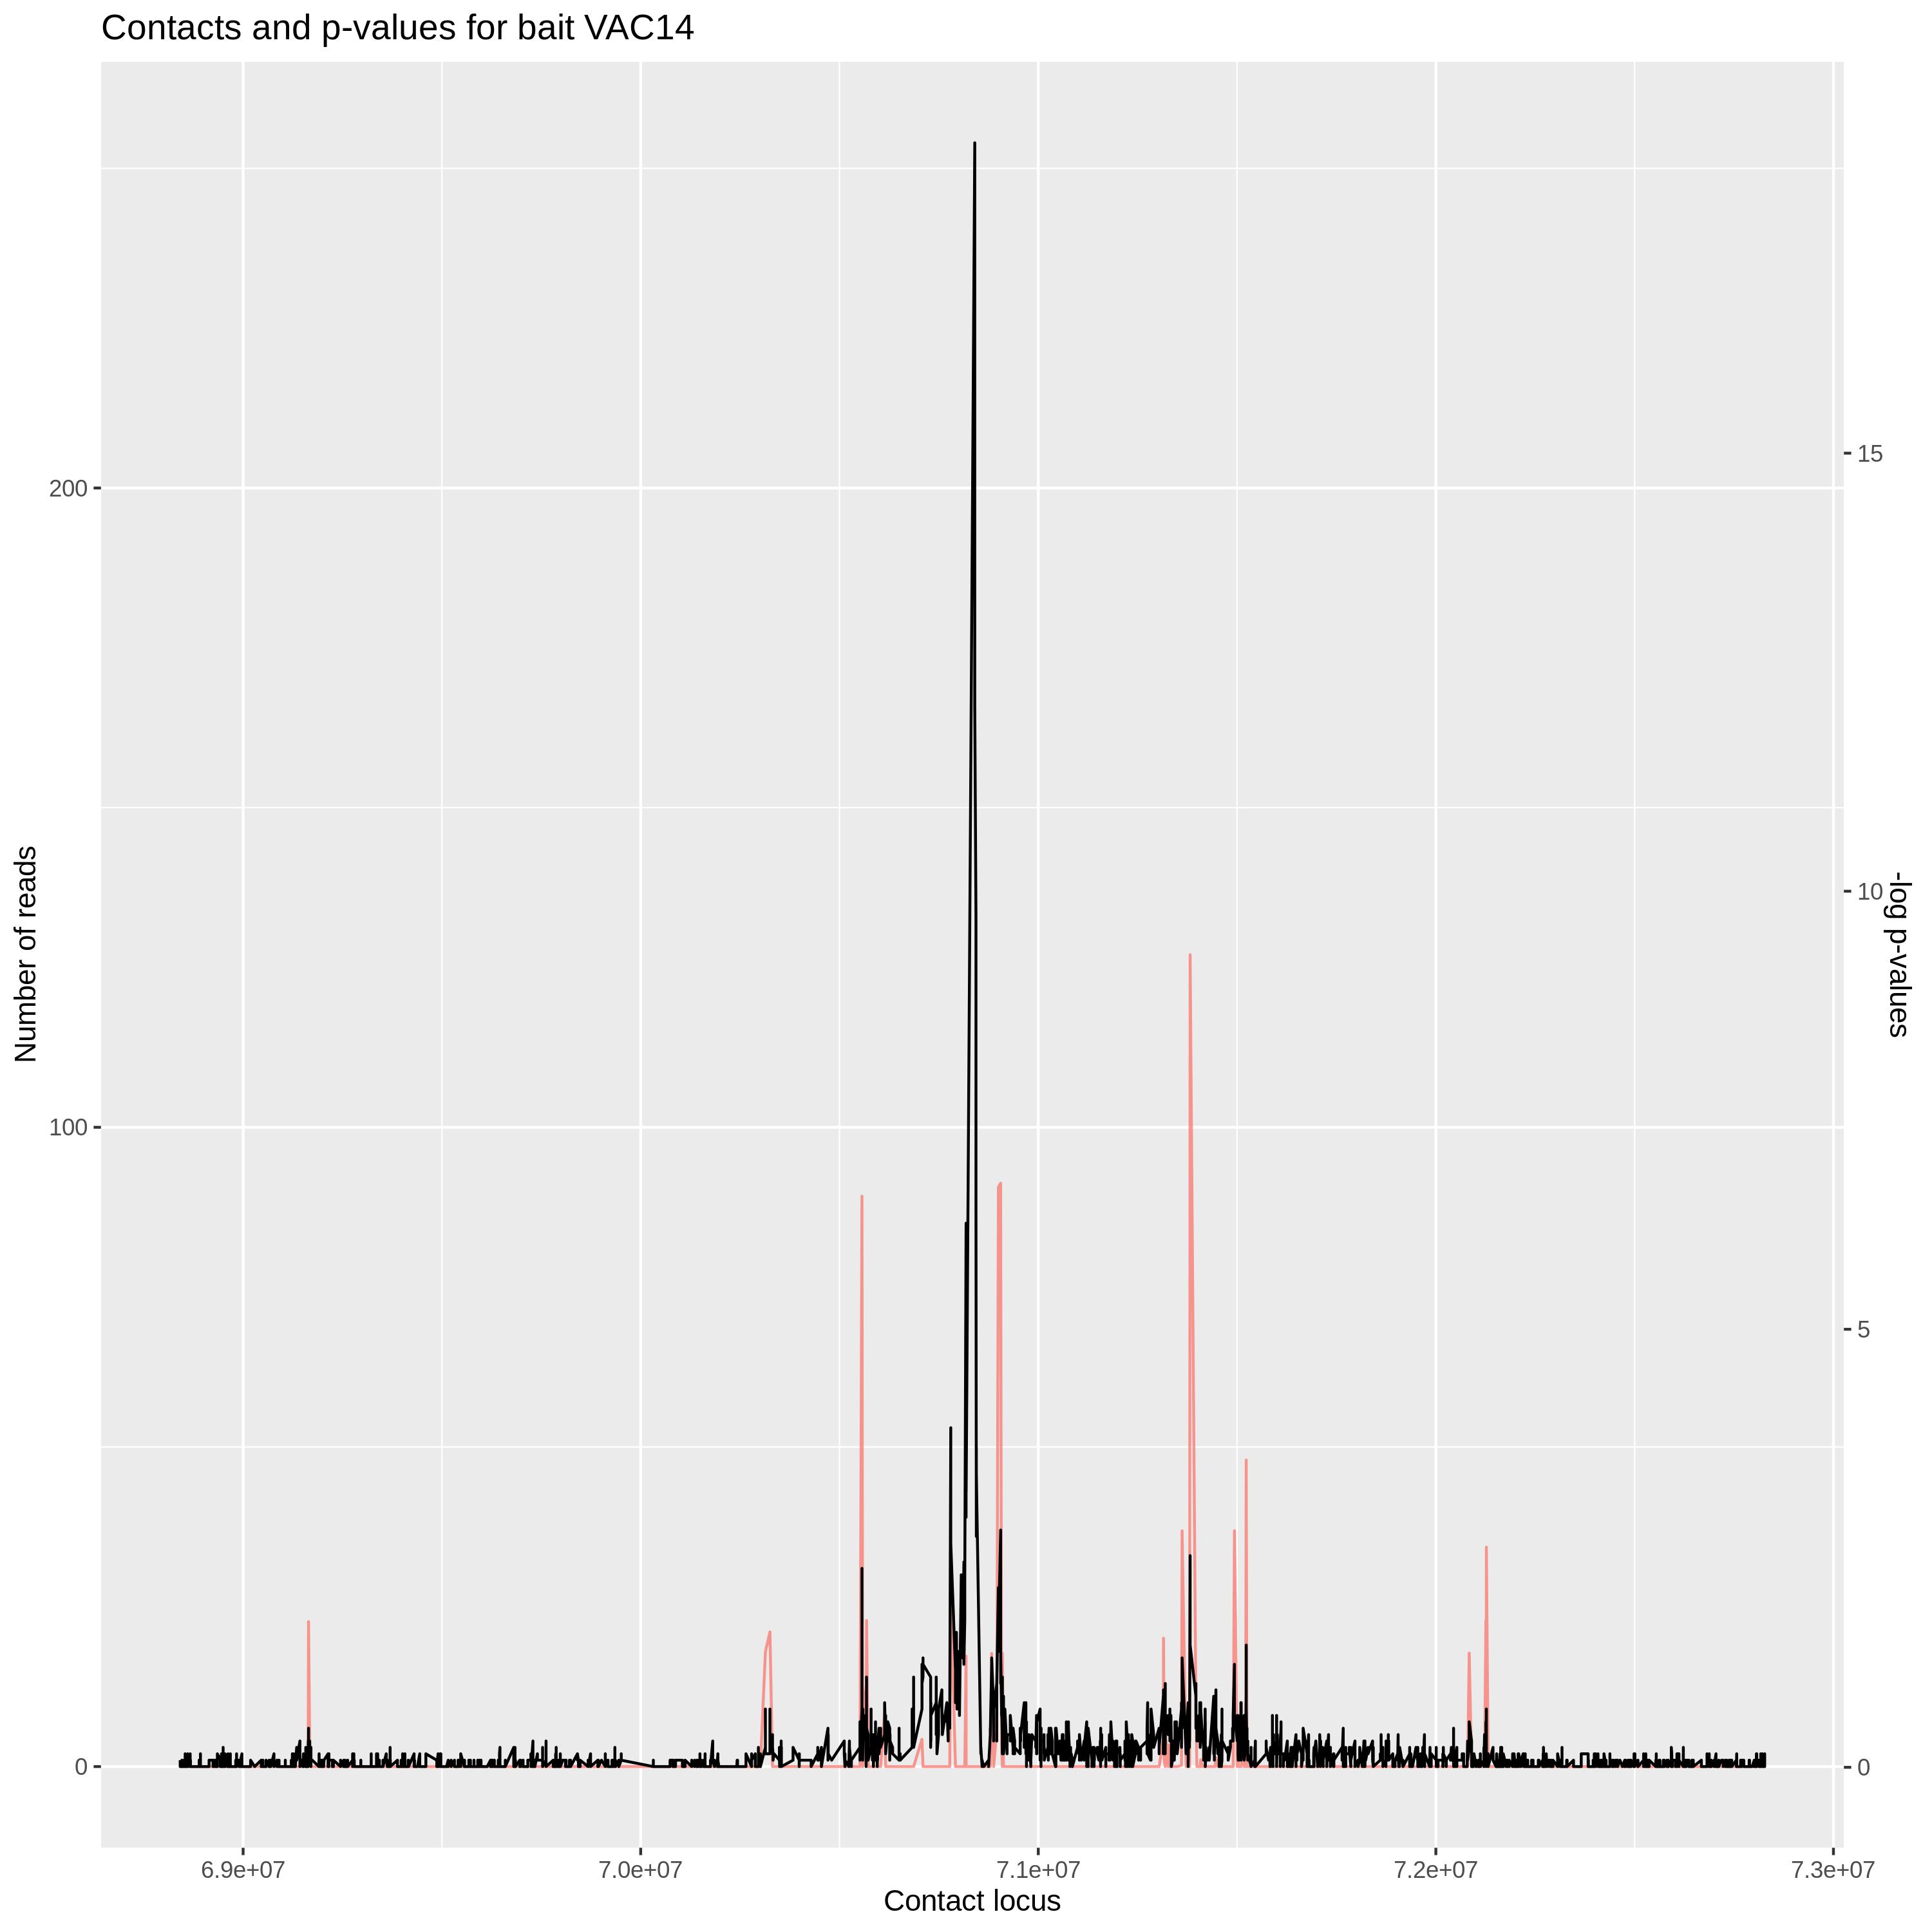 Contacts and p-values for bait VAC14
Number of reads
200
100
0
15
10
5
0
-log p-values
6.9e+07 7.0e+07 7.1e+07 7.2e+07 7.3e+07
Contact locus